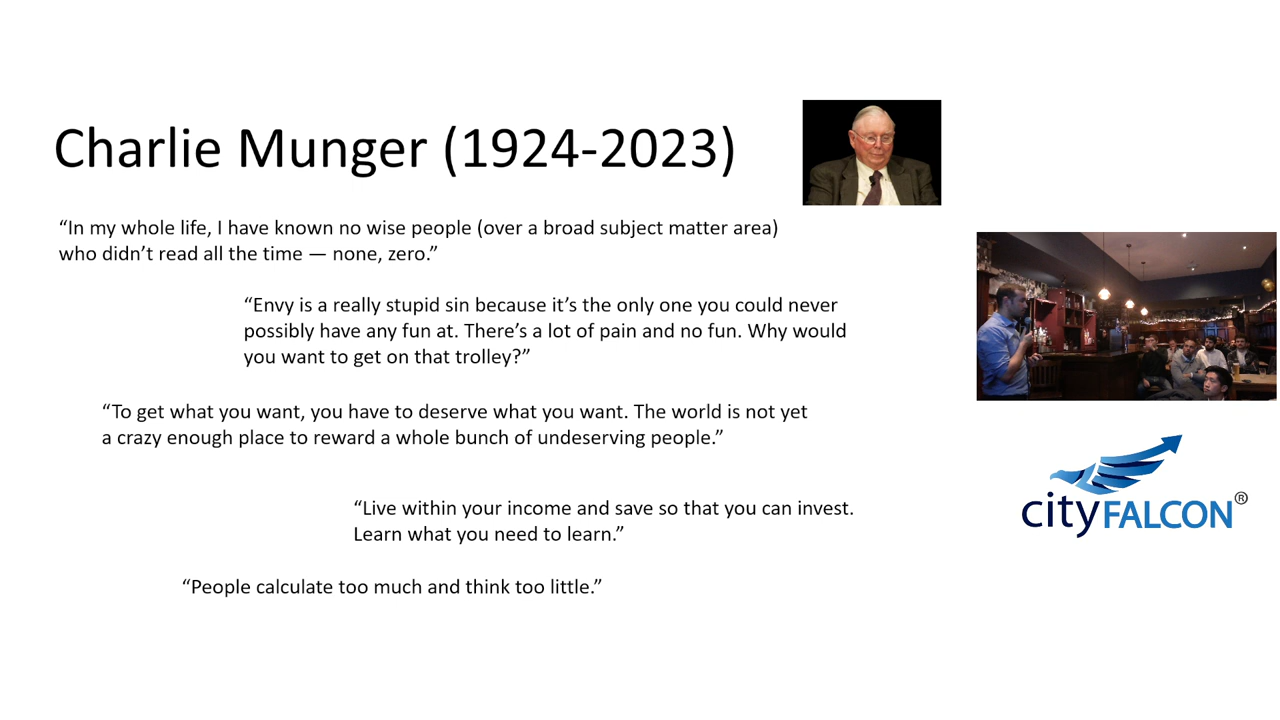 Charlie Munger (1924-2023)
“In my whole life, I have known no wise people (over a broad subject matter area)
who didn’t read all the time — none, zero.”
“Envy is a really stupid sin because it’s the only one you could never
possibly have any fun at. There’s a lot of pain and no fun. Why would
you want to get on that trolley?”
“To get what you want, you have to deserve what you want. The world is not yet
a crazy enough place to reward a whole bunch of undeserving people.”
“Live within your income and save so that you can invest.
Learn what you need to learn.”
“People calculate too much and think too little.”
cityFALCON®